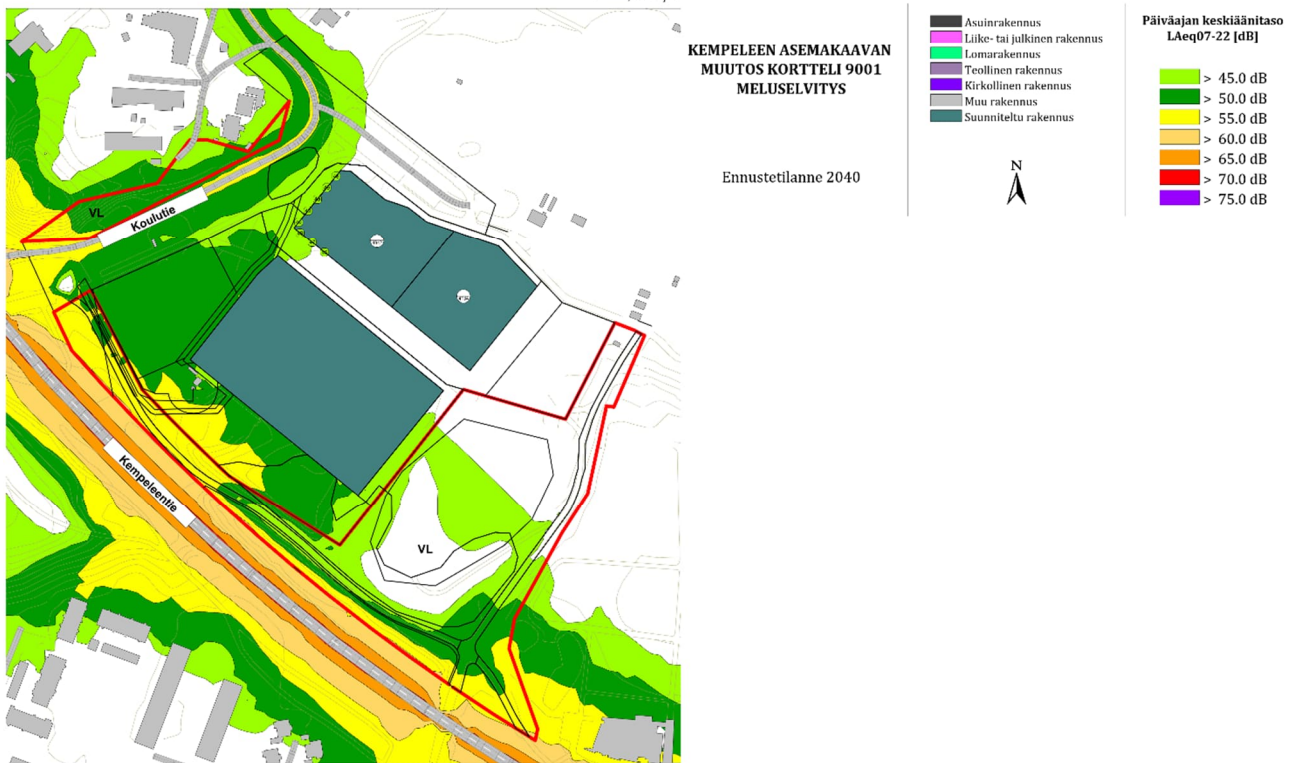 KEMPELEEN ASEMAKAAVAN
MUUTOS KORTTELI 9001
MELUSELVITYS
Ennustetilanne 2040
Asuinrakennus
Liike- tai julkinen rakennus
Lomarakennus
Teollinen rakennus
Kirkollinen rakennus
Muu rakennus
Suunniteltu rakennus
N
Päiväajan keskiäänitaso
LAeq07-22 [dB]
> 45.0 dB
> 50.0 dB
> 55.0 dB
> 60.0 dB
> 65.0 dB
> 70.0 dB
> 75.0 dB
VL
Koulutie
Kempeleentie
VL